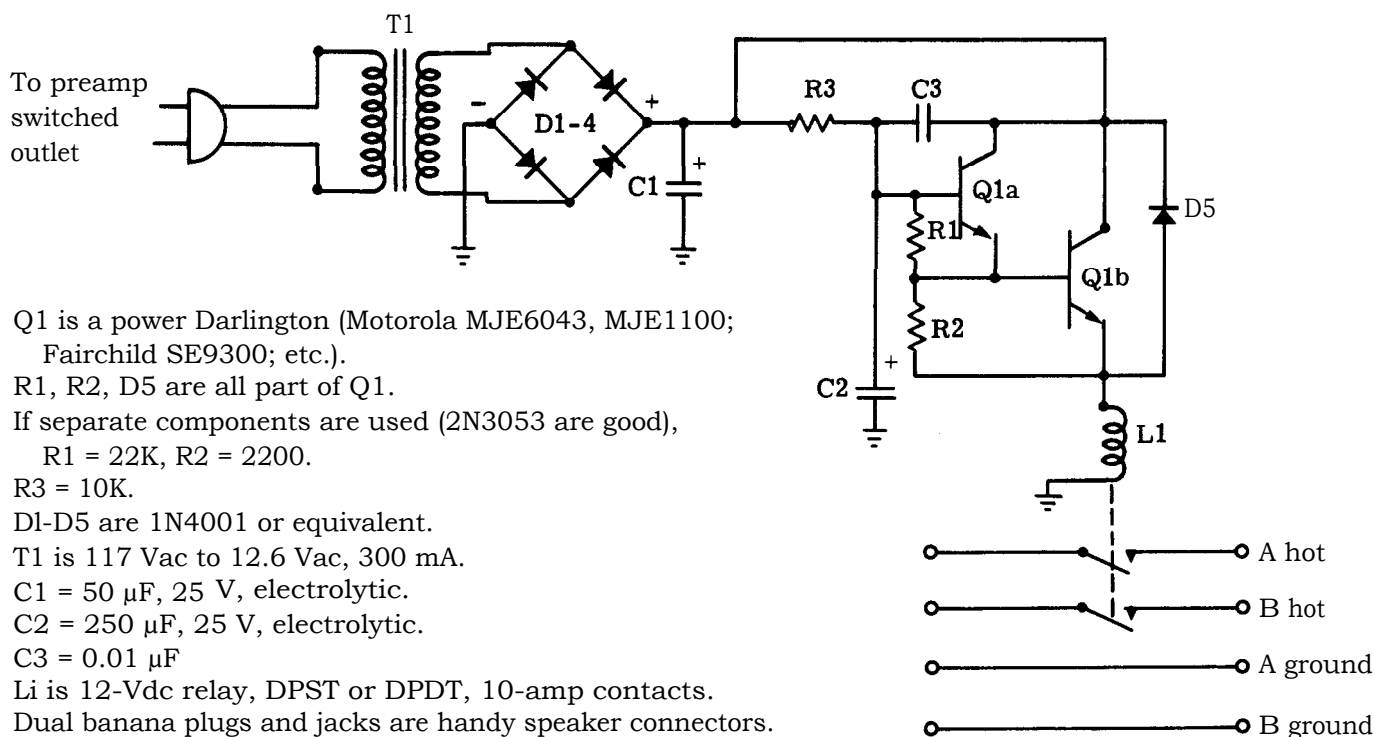 T1
To preamp
switched
outlet
-
+
D1-4
C1
+
R3
C3
Q1a
R1
D5
Q1b
R2
C2
+
L1
Q1 is a power Darlington (Motorola MJE6043, MJE1100;
Fairchild SE9300; etc.).
R1, R2, D5 are all part of Q1.
If separate components are used (2N3053 are good),
R1 = 22K, R2 = 2200.
R3 = 10K.
Dl-D5 are 1N4001 or equivalent.
T1 is 117 Vac to 12.6 Vac, 300 mA.
C1 = 50 µF, 25 V, electrolytic.
C2 = 250 µF, 25 V, electrolytic.
C3 = 0.01 µF
Li is 12-Vdc relay, DPST or DPDT, 10-amp contacts.
Dual banana plugs and jacks are handy speaker connectors.
A hot
B hot
A ground
B ground